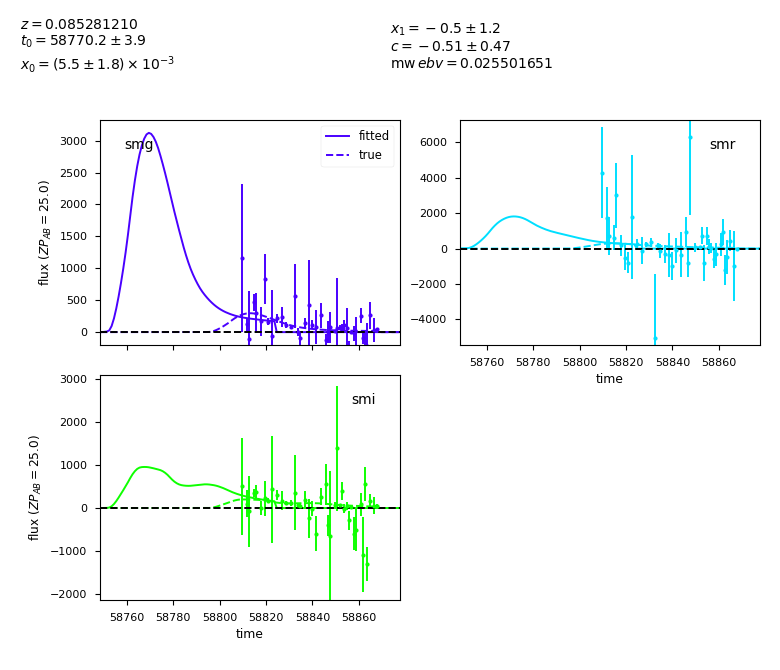 z = 0.085281210
t₀ = 58770.2 ± 3.9
x₀ = (5.5 ± 1.8) × 10⁻³
x₁ = −0.5 ± 1.2
c = −0.51 ± 0.47
mw ebv = 0.025501651
smg
fitted
true
flux (ZP_AB = 25.0)
3000
2500
2000
1500
1000
500
0
smr
6000
4000
2000
0
−2000
−4000
58760 58780 58800 58820 58840 58860
time
smi
flux (ZP_AB = 25.0)
3000
2000
1000
0
−1000
−2000
58760 58780 58800 58820 58840 58860
time